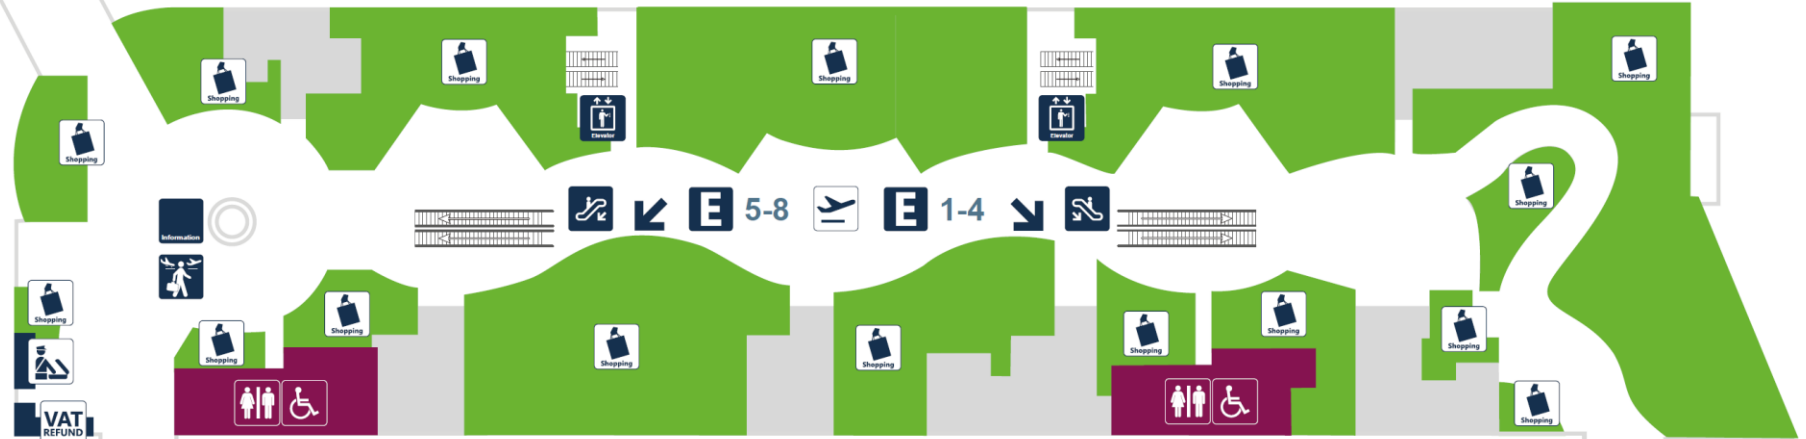 Shopping
Shopping
Shopping
Shopping
Shopping
Elevator
Elevator
Shopping
Shopping
E 5-8
E 1-4
Information
Shopping
Shopping
Shopping
Shopping
Shopping
Shopping
Shopping
Shopping
Shopping
VAT
REFUND